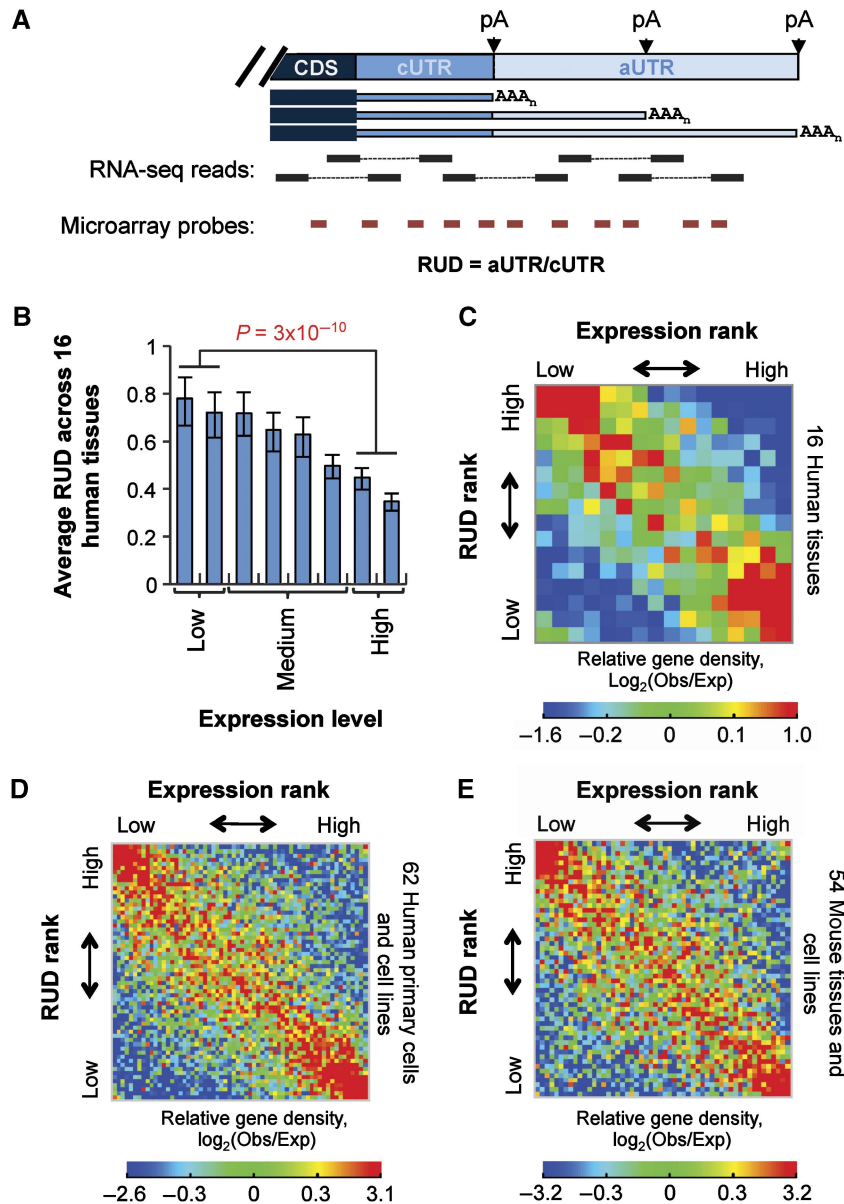 A
pA
pA
pA
CDS
cUTR
aUTR
AAAn
AAAn
AAAn
RNA-seq reads:
Microarray probes:
RUD = aUTR/cUTR
B
P = 3x10–10
Average RUD across 16
human tissues
1
0.8
0.6
0.4
0.2
0
Low
Medium
High
Expression level
C
Expression rank
Low
High
RUD rank
High
Low
16 Human tissues
Relative gene density,
Log2(Obs/Exp)
–1.6
–0.2
0
0.1
1.0
D
Expression rank
Low
High
RUD rank
High
Low
62 Human primary cells
and cell lines
Relative gene density,
log2(Obs/Exp)
–2.6
–0.3
0
0.3
3.1
E
Expression rank
Low
High
RUD rank
High
Low
54 Mouse tissues and
cell lines
Relative gene density,
log2(Obs/Exp)
–3.2
–0.3
0
0.3
3.2